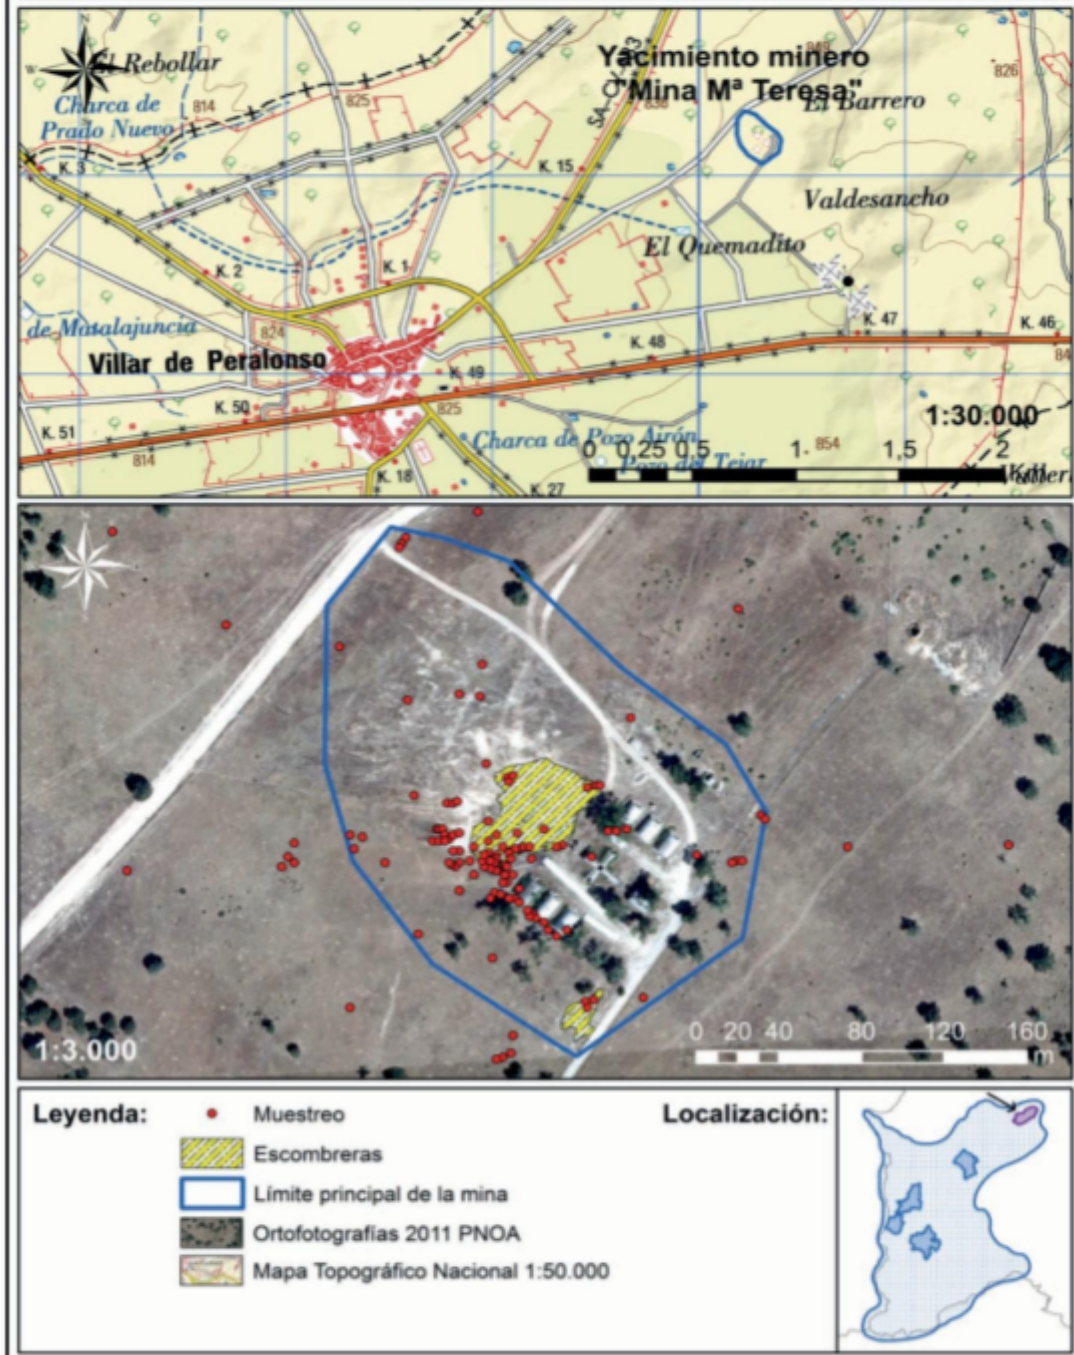 El Rebollar
Charca de
Prado Nuevo
814
825
Yacimiento minero
"Mina Mª Teresa"
838
El Barrero
826
K. 3
K. 15
Valdesancho
El Quemadito
K. 2
K. 1
de Matalajuncia
824
Villar de Peralonso
K. 47
K. 46
K. 48
K. 49
K. 50
825
K. 51
814
1:30.000
Charca de Pozo Airón
854
0 0,25 0,5 1 1,5 2
Pozo del Tejar
K. 18
K. 27
1:3.000
0 20 40 80 120 160
m
Leyenda:
Muestreo
Escombreras
Límite principal de la mina
Ortofotografías 2011 PNOA
Mapa Topográfico Nacional 1:50.000
Localización: